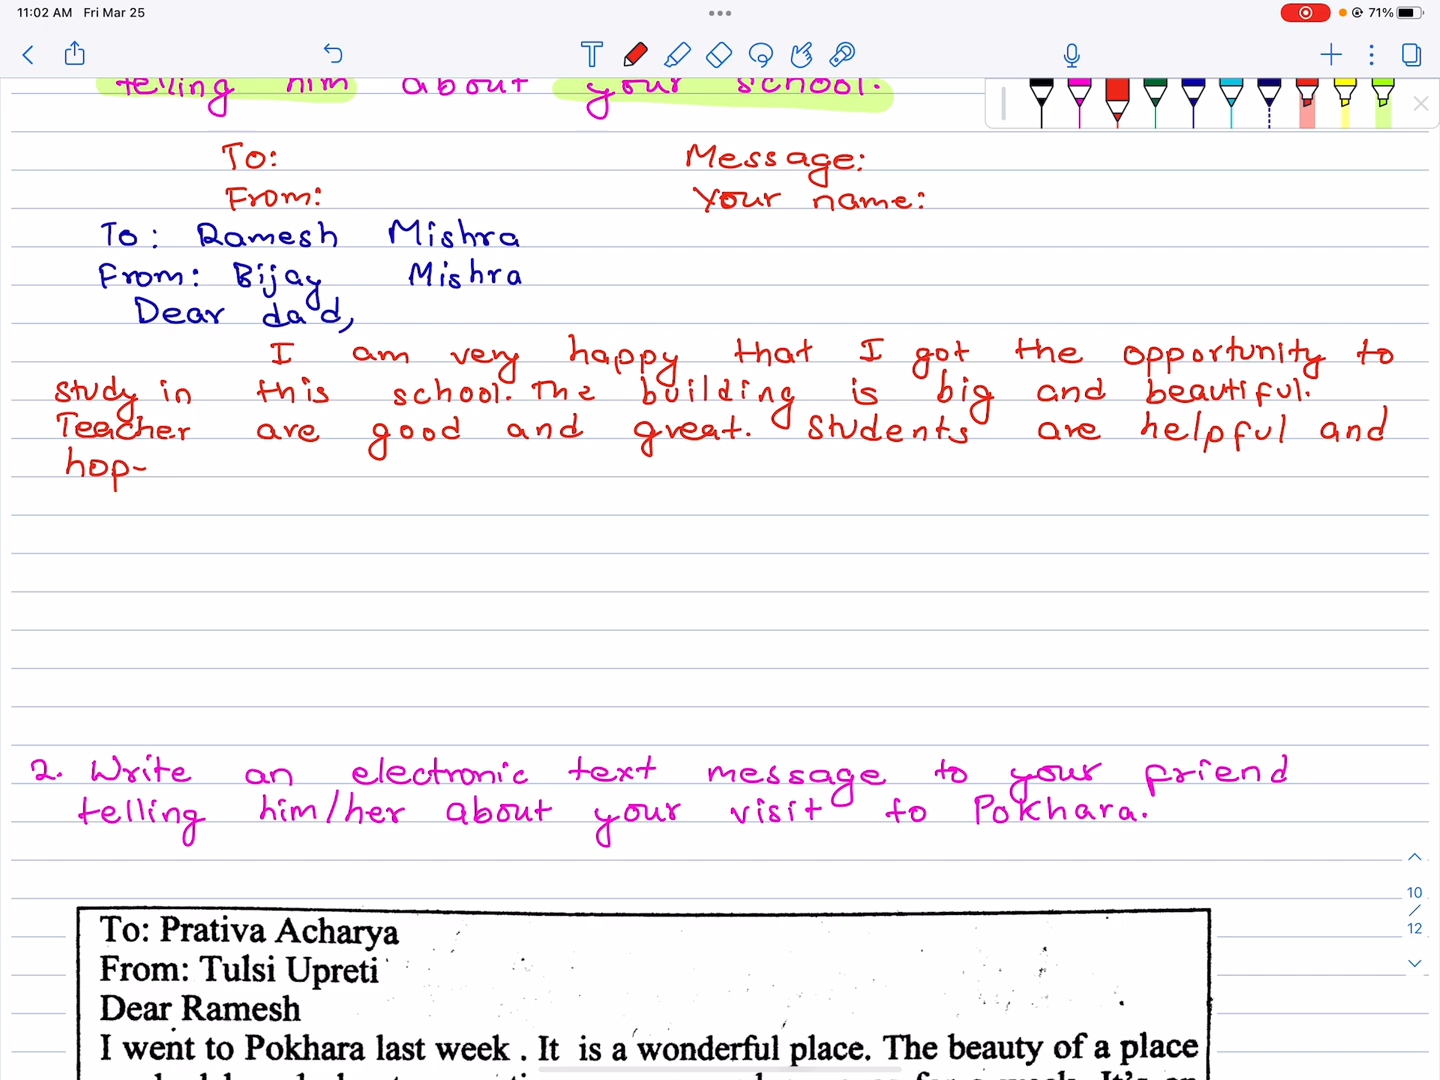 11:02 AM Fri Mar 25
71%
telling him about your school.
To: Message:
From: Your name:
To: Ramesh Mishra
From: Bijay Mishra
Dear dad,
I am very happy that I got the opportunity to
study in this school. The building is big and beautiful.
Teacher are good and great. Students are helpful and
hop-
2. Write an electronic text message to your friend
telling him/her about your visit to Pokhara.
10
/
12
To: Prativa Acharya
From: Tulsi Upreti
Dear Ramesh
I went to Pokhara last week . It is a wonderful place. The beauty of a place